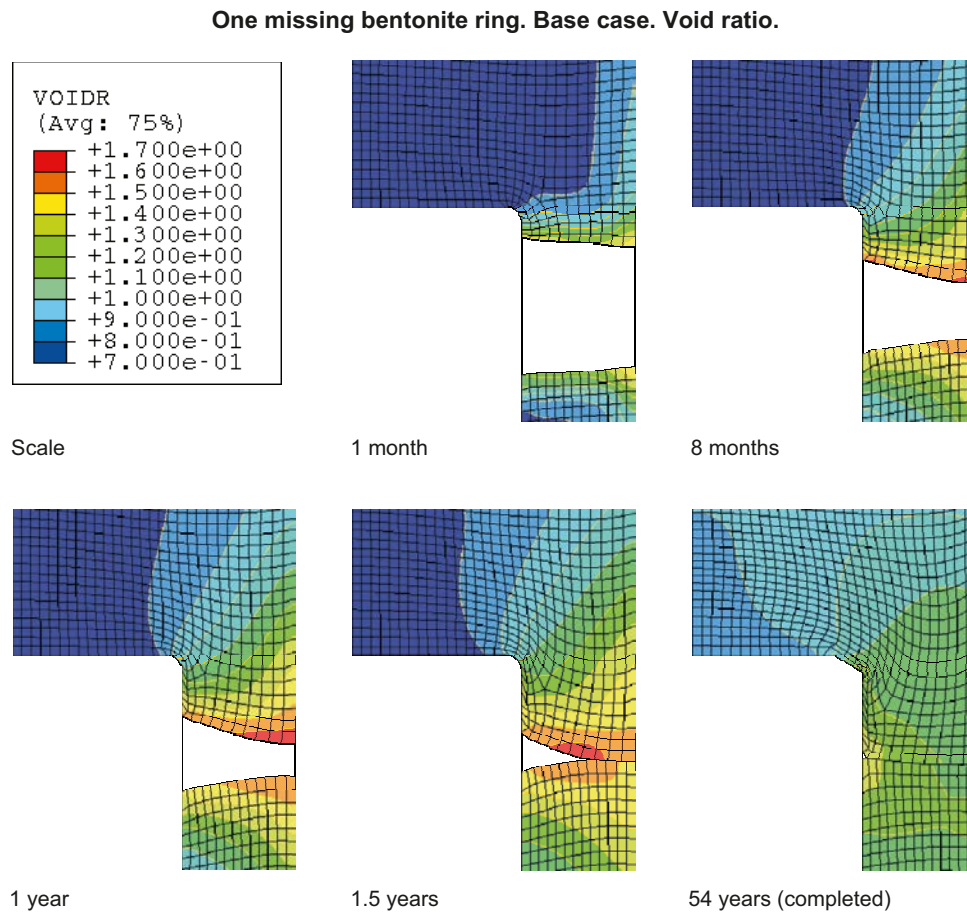 One missing bentonite ring. Base case. Void ratio.
VOIDR
(Avg: 75%)
+1.700e+00
+1.600e+00
+1.500e+00
+1.400e+00
+1.300e+00
+1.200e+00
+1.100e+00
+1.000e+00
+9.000e-01
+8.000e-01
+7.000e-01
Scale
1 month
8 months
1 year
1.5 years
54 years (completed)